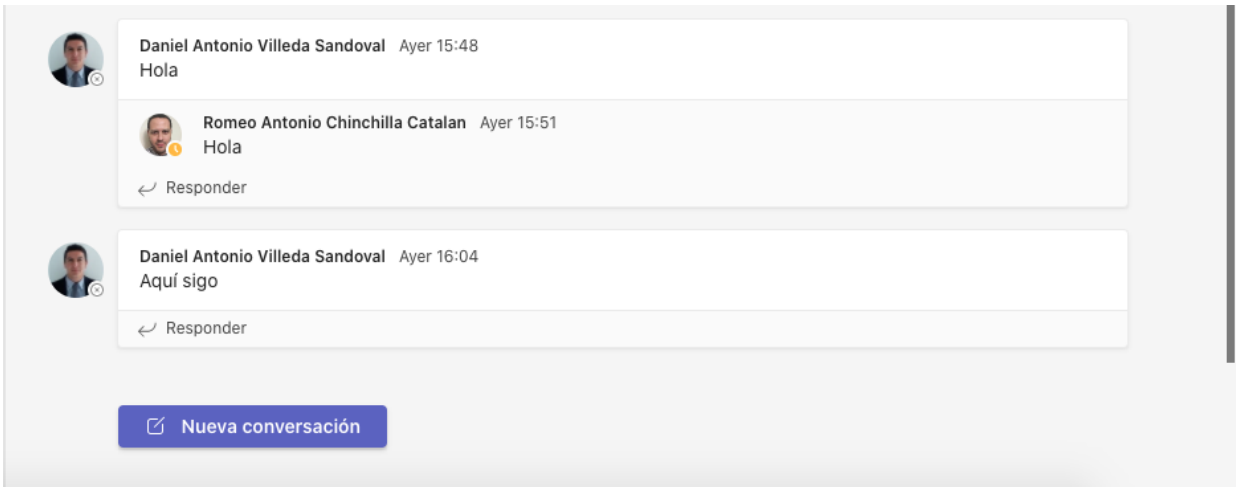 Daniel Antonio Villeda Sandoval Ayer 15:48
Hola
Romeo Antonio Chinchilla Catalan Ayer 15:51
Hola
Responder
Daniel Antonio Villeda Sandoval Ayer 16:04
Aquí sigo
Responder
Nueva conversación